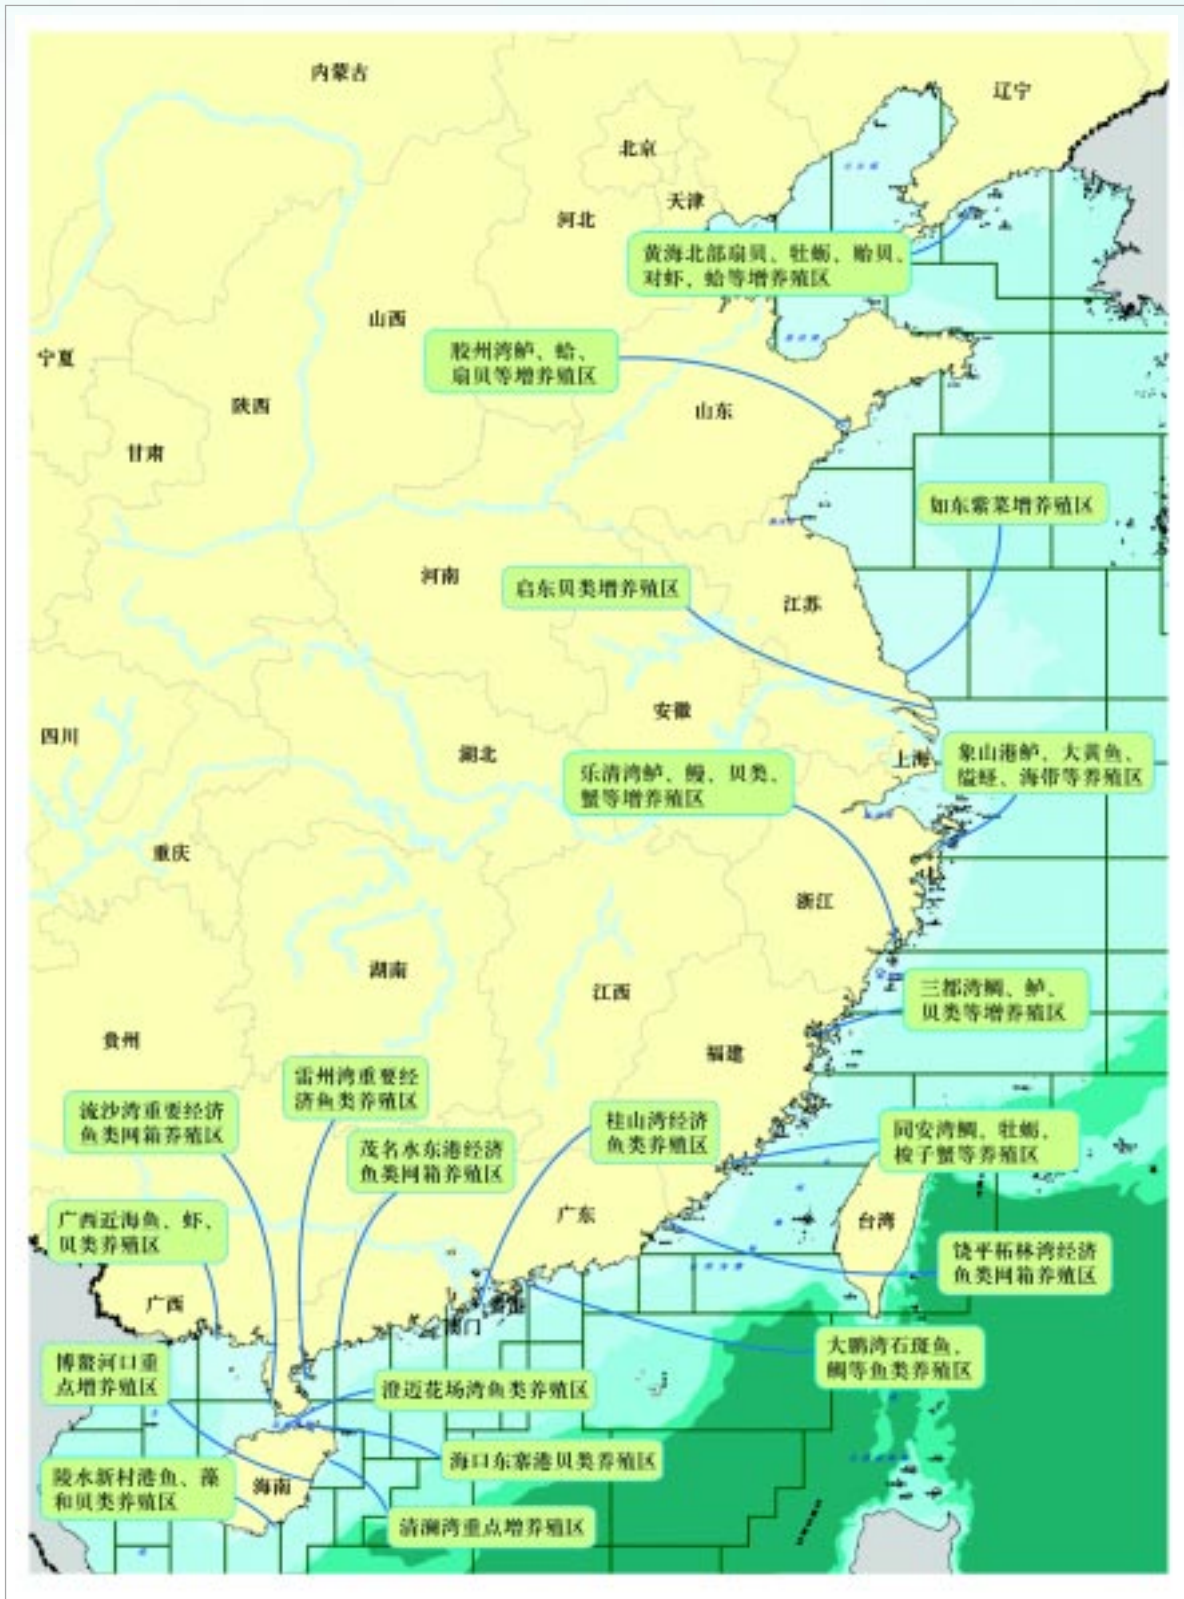 内蒙古
辽宁
北京
天津
河北
黄海北部扇贝、牡蛎、贻贝、
对虾、蛤等增养殖区
山西
宁夏
胶州湾鲈、蛤、
扇贝等增养殖区
陕西
山东
甘肃
如东紫菜增养殖区
河南
启东贝类增养殖区
江苏
安徽
四川
湖北
上海
象山港鲈、大黄鱼、
缢蛏、海带等养殖区
乐清湾鲈、鳗、贝类、
蟹等增养殖区
重庆
浙江
湖南
江西
三都湾鲷、鲈、
贝类等增养殖区
贵州
福建
雷州湾重要经
济鱼类养殖区
流沙湾重要经济
鱼类网箱养殖区
桂山湾经济
鱼类养殖区
同安湾鲷、牡蛎、
梭子蟹等养殖区
茂名水东港经济
鱼类网箱养殖区
广西近海鱼、虾、
贝类养殖区
广东
台湾
饶平柘林湾经济
鱼类网箱养殖区
广西
大鹏湾石斑鱼、
鲷等鱼类养殖区
博鳌河口重
点增养殖区
澄迈花场湾鱼类养殖区
海口东寨港贝类养殖区
陵水新村港鱼、藻
和贝类养殖区
海南
清澜湾重点增养殖区